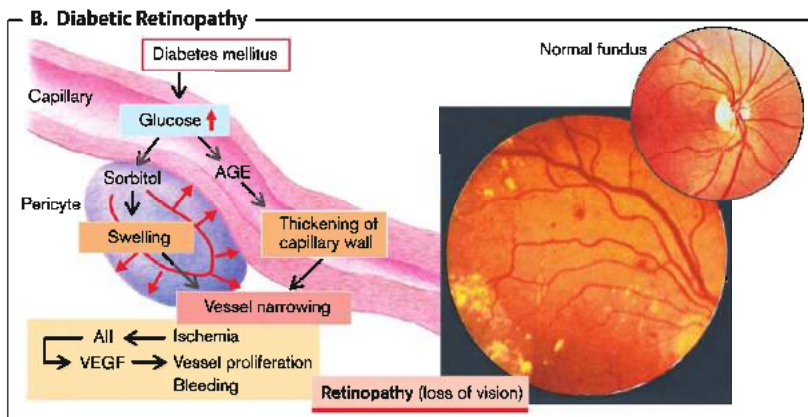 B. Diabetic Retinopathy
Diabetes mellitus
Normal fundus
Capillary
Glucose
Sorbitol
AGE
Pericyte
Swelling
Thickening of
capillary wall
Vessel narrowing
AII Ischemia
VEGF Vessel proliferation
Bleeding
Retinopathy (loss of vision)